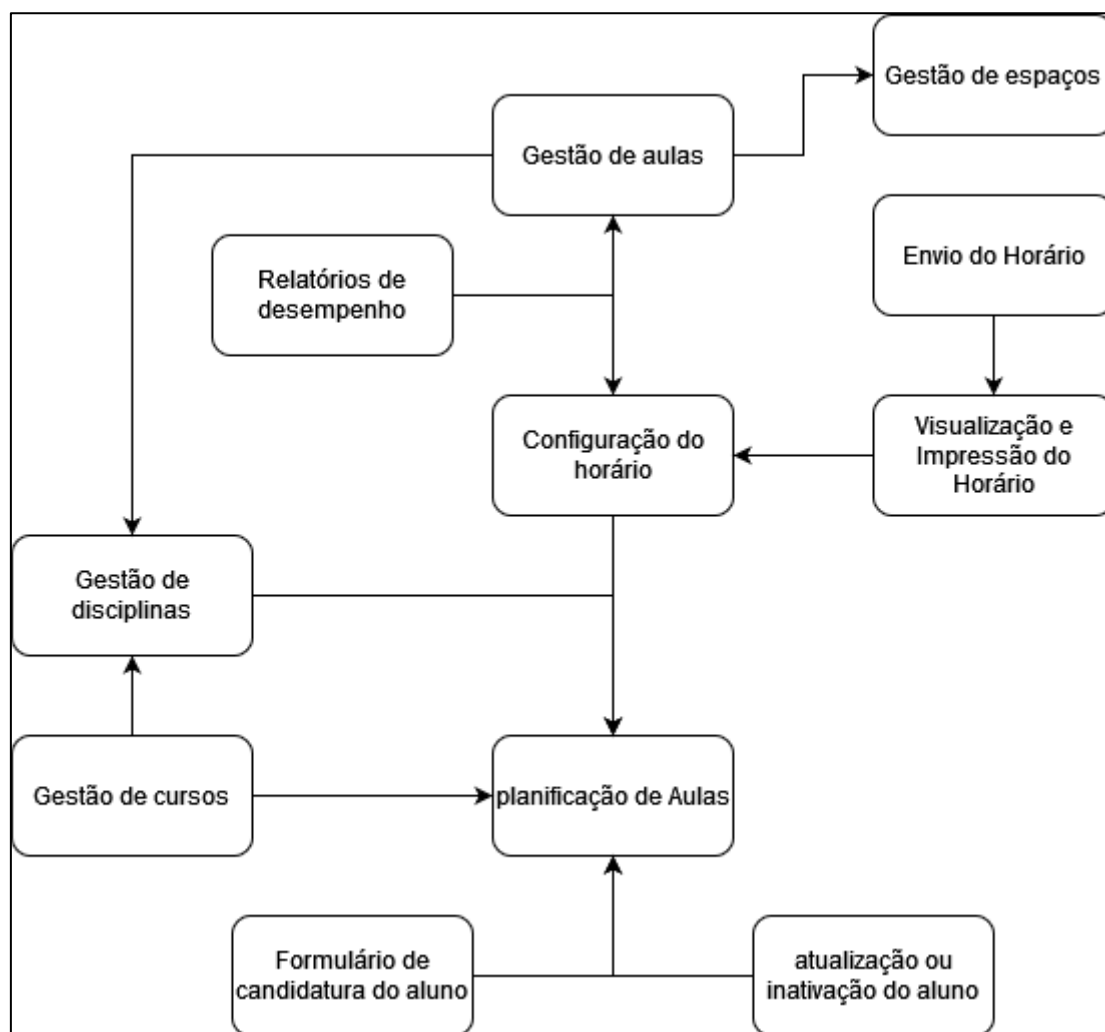 Gestão de espaços
Gestão de aulas
Relatórios de
desempenho
Envio do Horário
Configuração do
horário
Visualização e
Impressão do
Horário
Gestão de
disciplinas
Gestão de cursos
planificação de Aulas
Formulário de
candidatura do aluno
atualização ou
inativação do aluno